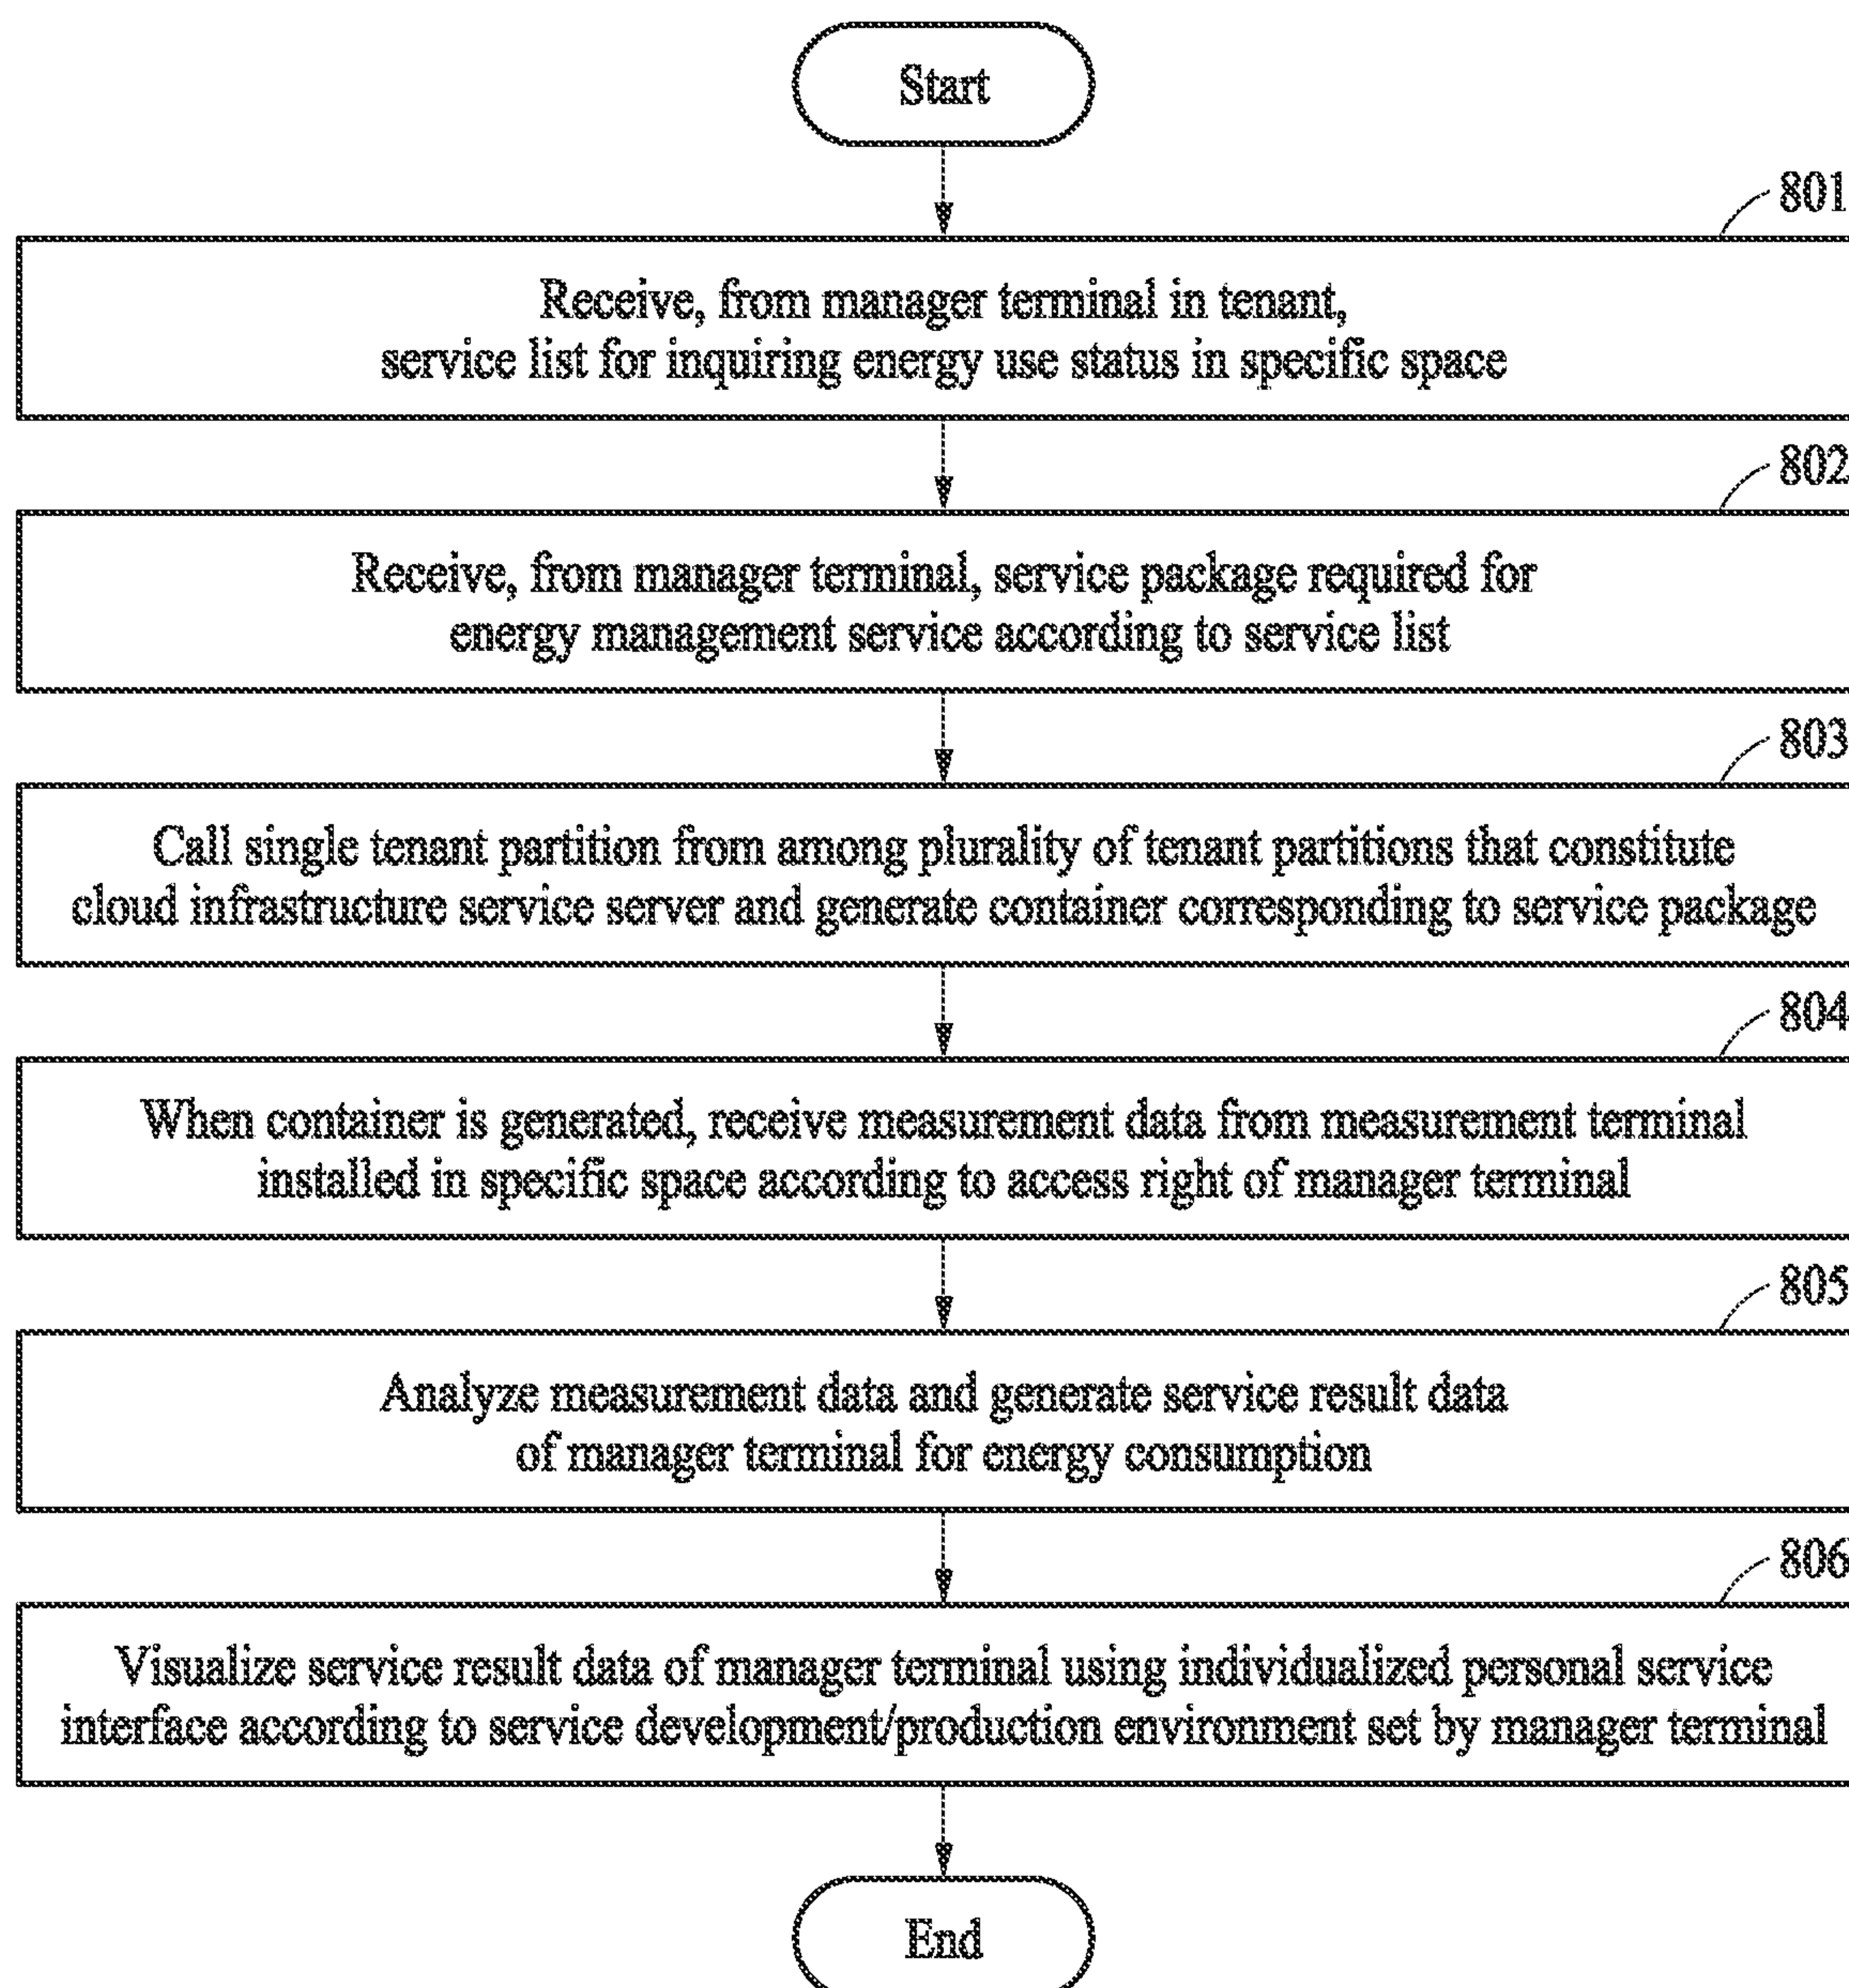 Start
801
Receive, from manager terminal in tenant,
service list for inquiring energy use status in specific space
802
Receive, from manager terminal, service package required for
energy management service according to service list
803
Call single tenant partition from among plurality of tenant partitions that constitute
cloud infrastructure service server and generate container corresponding to service package
804
When container is generated, receive measurement data from measurement terminal
installed in specific space according to access right of manager terminal
805
Analyze measurement data and generate service result data
of manager terminal for energy consumption
806
Visualize service result data of manager terminal using individualized personal service
interface according to service development/production environment set by manager terminal
End